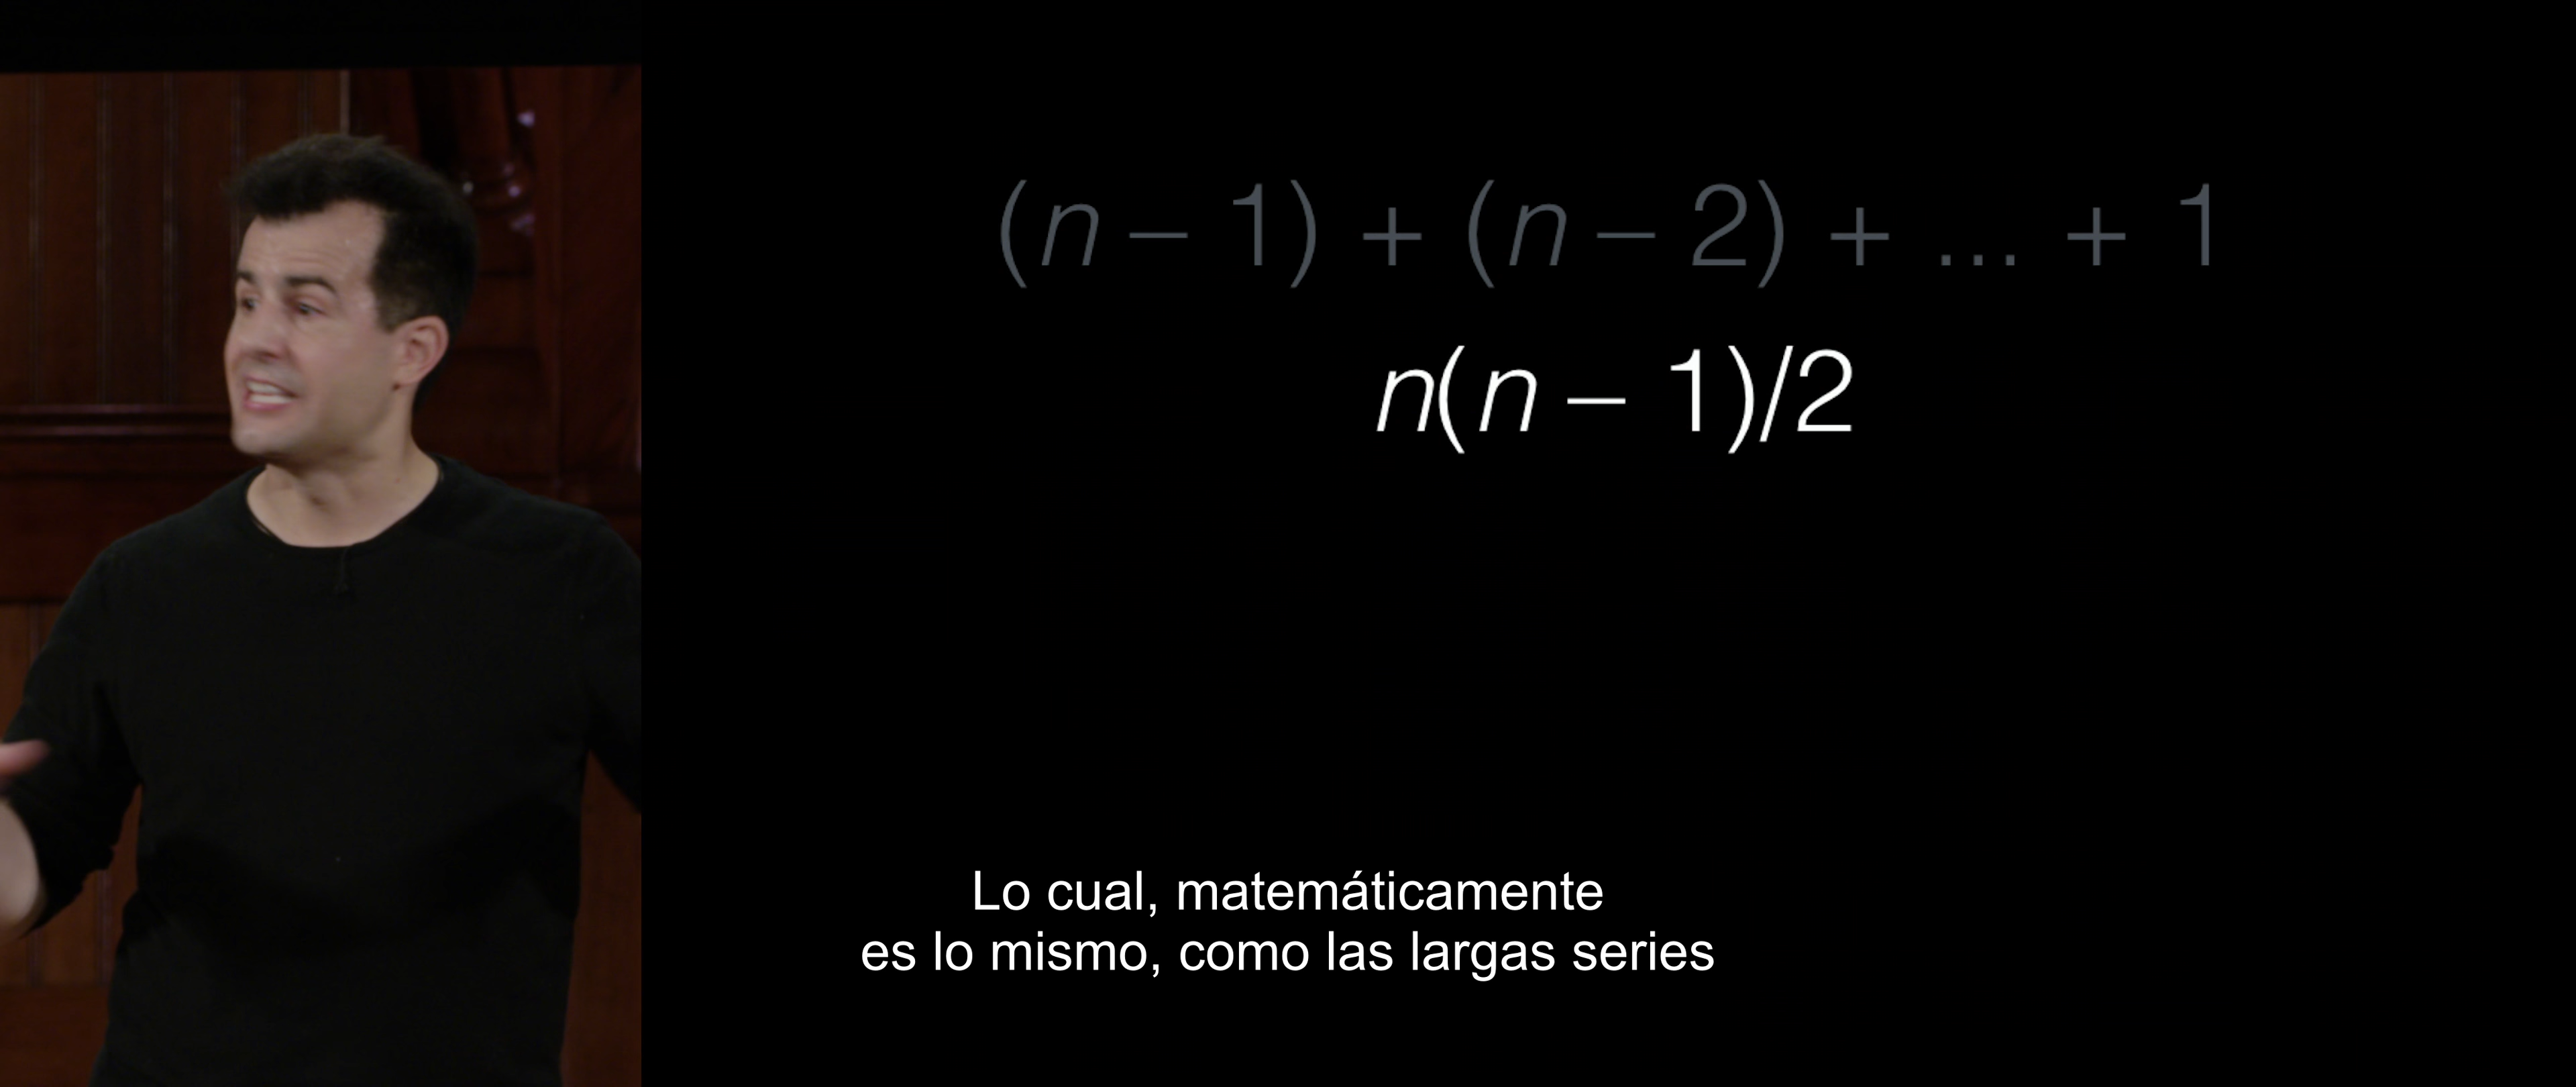 (n – 1) + (n – 2) + ... + 1
n(n – 1)/2
Lo cual, matemáticamente
es lo mismo, como las largas series